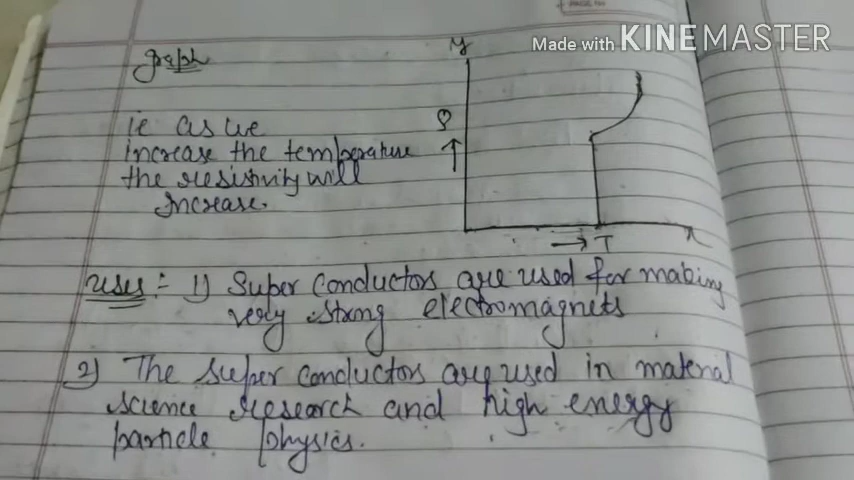 PAGE No
Made with KINEMASTER
graph
y
ie as we
increase the temperature
the resistivity will
increase.
ρ
↑
→ T
x
uses :- 1) Super conductors are used for making
very strong electromagnets
2) The super conductors are used in material
science research and high energy
particle physics.